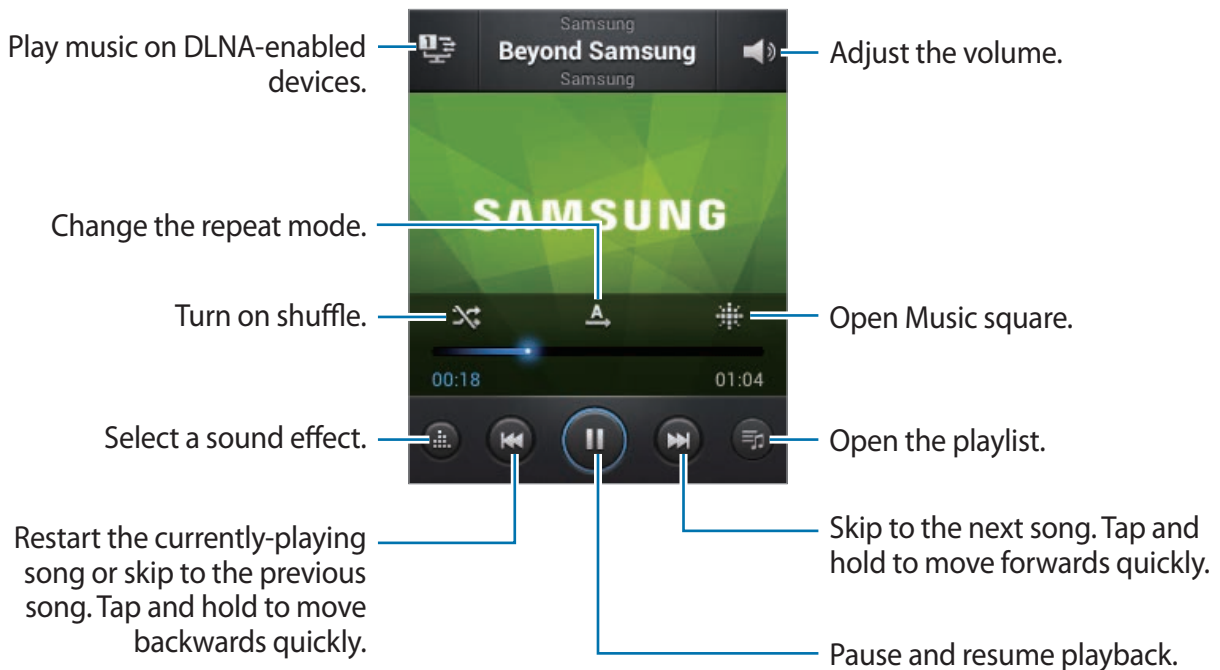 Play music on DLNA-enabled
devices.
Samsung
Beyond Samsung
Samsung
Adjust the volume.
SAMSUNG
Change the repeat mode.
A
Turn on shuffle.
Open Music square.
00:18
01:04
Select a sound effect.
Open the playlist.
Restart the currently-playing
song or skip to the previous
song. Tap and hold to move
backwards quickly.
Skip to the next song. Tap and
hold to move forwards quickly.
Pause and resume playback.